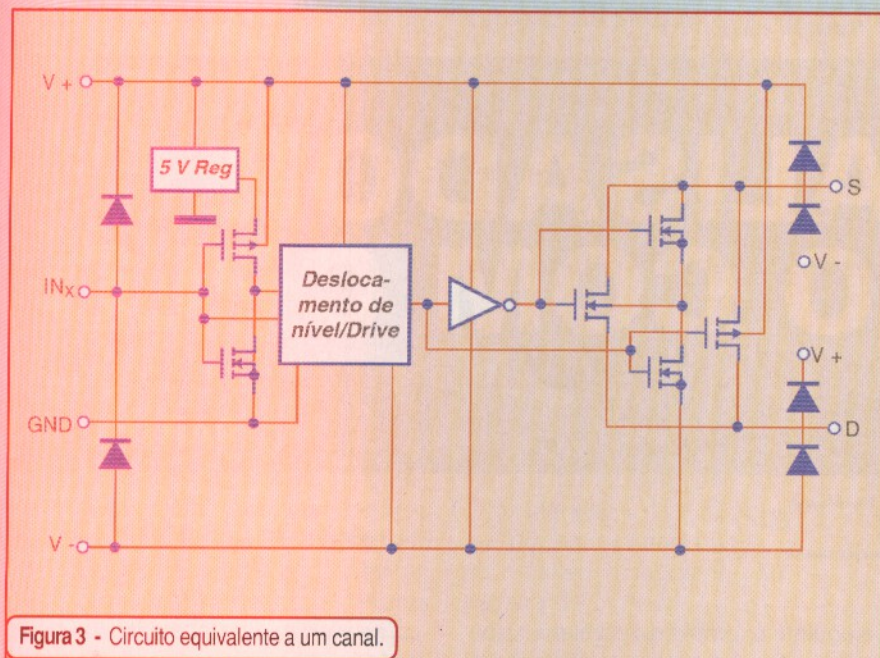 V +
5 V Reg
S
INx
Desloca-
mento de
nível/Drive
V -
V +
GND
D
V -
Figura 3 - Circuito equivalente a um canal.